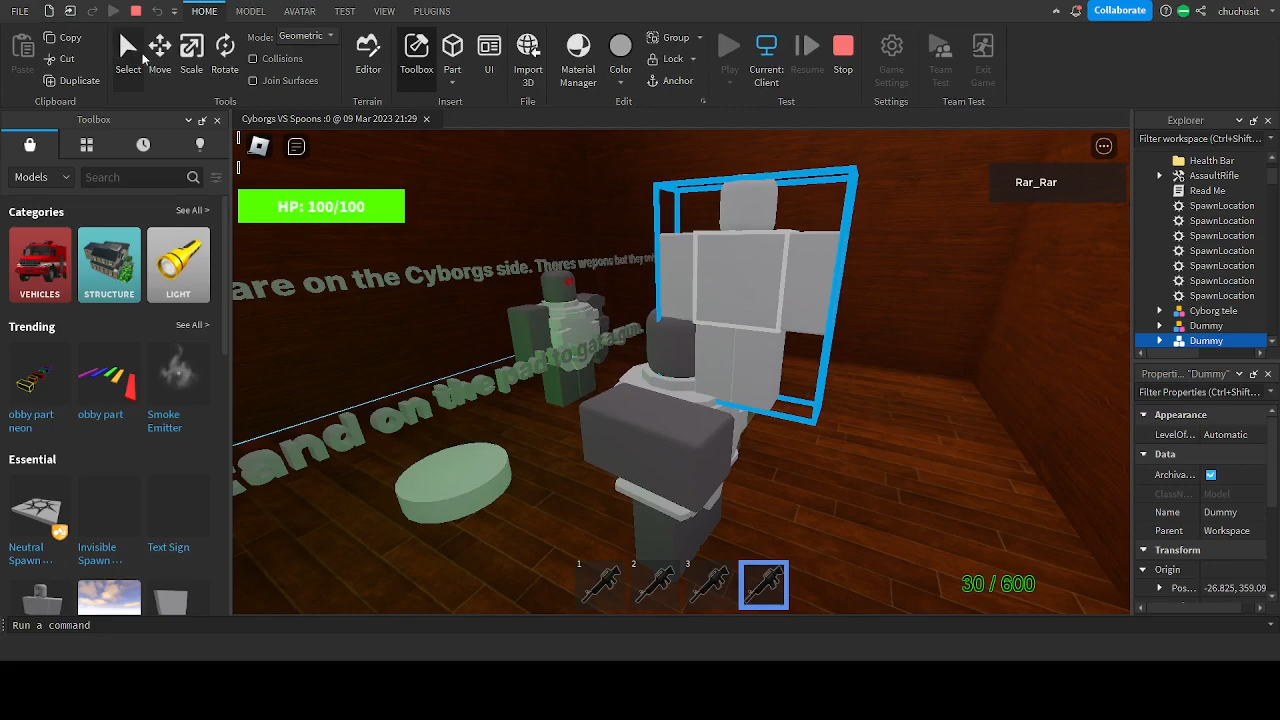 FILE HOME MODEL AVATAR TEST VIEW PLUGINS Collaborate chuchusit
Paste Copy Cut Duplicate
Select Move Scale Rotate
Mode: Geometric
Collisions
Join Surfaces
Editor Toolbox Part UI Import 3D
Material Manager Color Group Lock Anchor
Play Current: Client Resume Stop
Game Settings Team Test Exit Game
Clipboard Tools Terrain Insert File Edit Test Settings Team Test
Toolbox
Models Search
Categories See All >
VEHICLES STRUCTURE LIGHT
Trending See All >
obby part neon
obby part
Smoke Emitter
Essential
Neutral Spawn ...
Invisible Spawn ...
Text Sign
Cyborgs VS Spoons :0 @ 09 Mar 2023 21:29
HP: 100/100
Rar_Rar
are on the Cyborgs side. Theres wepons but they
tand on the pad to get a gun.
1 2 3
30 / 600
Explorer
Filter workspace (Ctrl+Shift...
Health Bar
AssaultRifle
Read Me
SpawnLocation
SpawnLocation
SpawnLocation
SpawnLocation
SpawnLocation
SpawnLocation
SpawnLocation
Cyborg tele
Dummy
Dummy
Properties - Model "Dummy"
Filter Properties (Ctrl+Shift...
Appearance
LevelOf... Automatic
Data
Archiva...
ClassN... Model
Name Dummy
Parent Workspace
Transform
Origin
Pos... -26.825, 359.09
Run a command